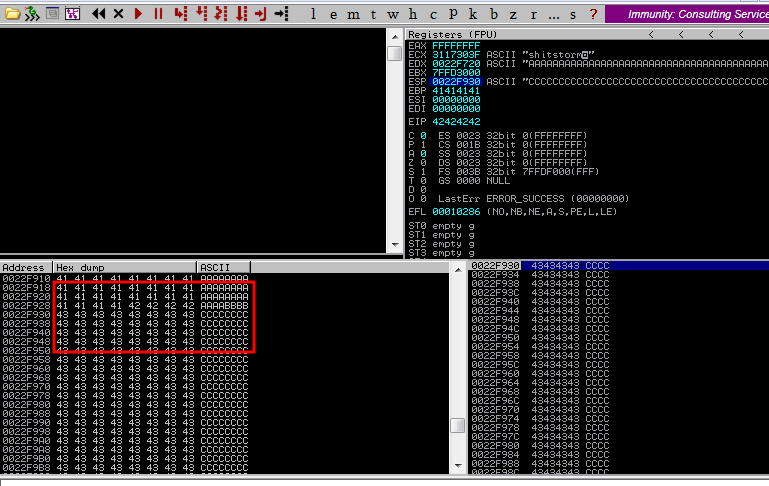 l e m t w h c p k b z r ... s ?
Immunity: Consulting Service
Registers (FPU) < < < <
EAX FFFFFFFF
ECX 3117303F ASCII "shitstorm
EDX 0022F720 ASCII "AAAAAAAAAAAAAAAAAAAAAAAAAAAAAAAAAAAAAAAA
EBX 7FFD3000
ESP 0022F930 ASCII "CCCCCCCCCCCCCCCCCCCCCCCCCCCCCCCCCCCCCCCC
EBP 41414141
ESI 00000000
EDI 00000000
EIP 42424242
C 0 ES 0023 32bit 0(FFFFFFFF)
P 1 CS 001B 32bit 0(FFFFFFFF)
A 0 SS 0023 32bit 0(FFFFFFFF)
Z 0 DS 0023 32bit 0(FFFFFFFF)
S 1 FS 003B 32bit 7FFDF000(FFF)
T 0 GS 0000 NULL
D 0
O 0 LastErr ERROR_SUCCESS (00000000)
EFL 00010286 (NO,NB,NE,A,S,PE,L,LE)
ST0 empty g
ST1 empty g
ST2 empty g
ST3 empty g
Address Hex dump ASCII
0022F910 41 41 41 41 41 41 41 41 AAAAAAAA
0022F918 41 41 41 41 41 41 41 41 AAAAAAAA
0022F920 41 41 41 41 41 41 41 41 AAAAAAAA
0022F928 41 41 41 41 42 42 42 42 AAAABBBB
0022F930 43 43 43 43 43 43 43 43 CCCCCCCC
0022F938 43 43 43 43 43 43 43 43 CCCCCCCC
0022F940 43 43 43 43 43 43 43 43 CCCCCCCC
0022F948 43 43 43 43 43 43 43 43 CCCCCCCC
0022F950 43 43 43 43 43 43 43 43 CCCCCCCC
0022F958 43 43 43 43 43 43 43 43 CCCCCCCC
0022F960 43 43 43 43 43 43 43 43 CCCCCCCC
0022F968 43 43 43 43 43 43 43 43 CCCCCCCC
0022F970 43 43 43 43 43 43 43 43 CCCCCCCC
0022F978 43 43 43 43 43 43 43 43 CCCCCCCC
0022F980 43 43 43 43 43 43 43 43 CCCCCCCC
0022F988 43 43 43 43 43 43 43 43 CCCCCCCC
0022F990 43 43 43 43 43 43 43 43 CCCCCCCC
0022F998 43 43 43 43 43 43 43 43 CCCCCCCC
0022F9A0 43 43 43 43 43 43 43 43 CCCCCCCC
0022F9A8 43 43 43 43 43 43 43 43 CCCCCCCC
0022F9B0 43 43 43 43 43 43 43 43 CCCCCCCC
0022F9B8 43 43 43 43 43 43 43 43 CCCCCCCC
0022F930 43434343 CCCC
0022F934 43434343 CCCC
0022F938 43434343 CCCC
0022F93C 43434343 CCCC
0022F940 43434343 CCCC
0022F944 43434343 CCCC
0022F948 43434343 CCCC
0022F94C 43434343 CCCC
0022F950 43434343 CCCC
0022F954 43434343 CCCC
0022F958 43434343 CCCC
0022F95C 43434343 CCCC
0022F960 43434343 CCCC
0022F964 43434343 CCCC
0022F968 43434343 CCCC
0022F96C 43434343 CCCC
0022F970 43434343 CCCC
0022F974 43434343 CCCC
0022F978 43434343 CCCC
0022F97C 43434343 CCCC
0022F980 43434343 CCCC
0022F984 43434343 CCCC
0022F988 43434343 CCCC
0022F98C 43434343 CCCC